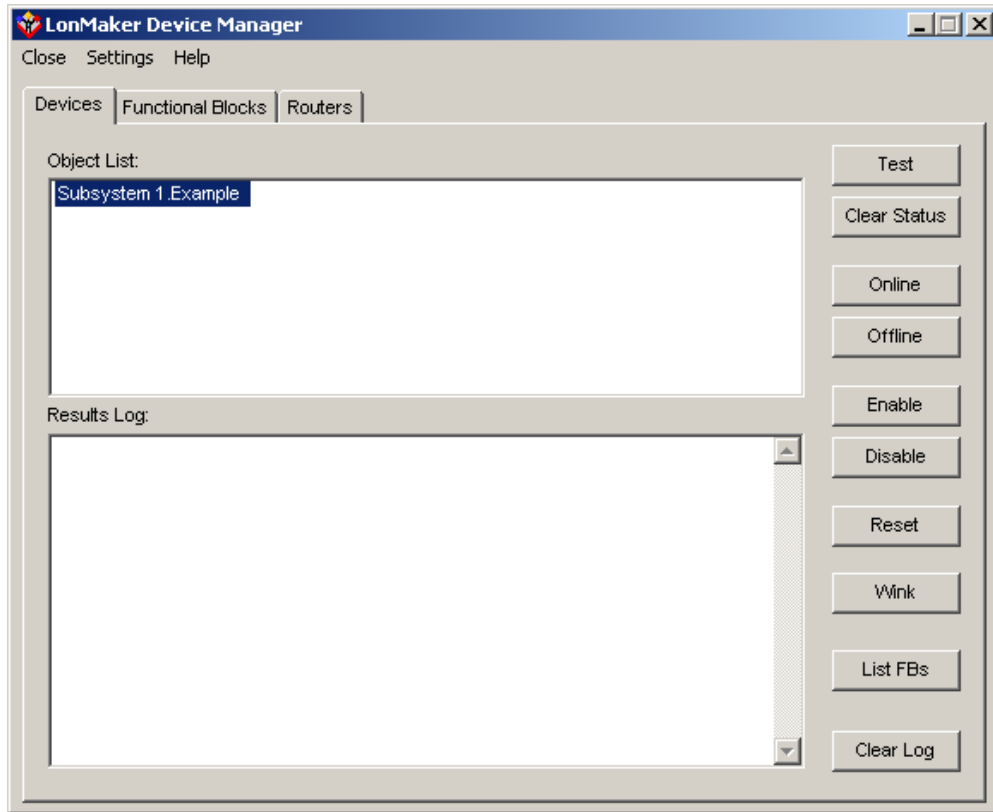 LonMaker Device Manager
Close Settings Help
Devices Functional Blocks Routers
Object List:
Subsystem 1.Example
Results Log:
Test
Clear Status
Online
Offline
Enable
Disable
Reset
Wink
List FBs
Clear Log